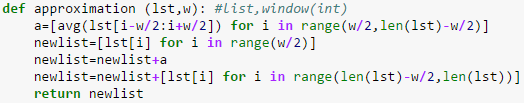 def approximation (lst,w): #list,window(int)
    a=[avg(lst[i-w/2:i+w/2]) for i in range(w/2,len(lst)-w/2)]
    newlist=[lst[i] for i in range(w/2)]
    newlist=newlist+a
    newlist=newlist+[lst[i] for i in range(len(lst)-w/2,len(lst))]
    return newlist